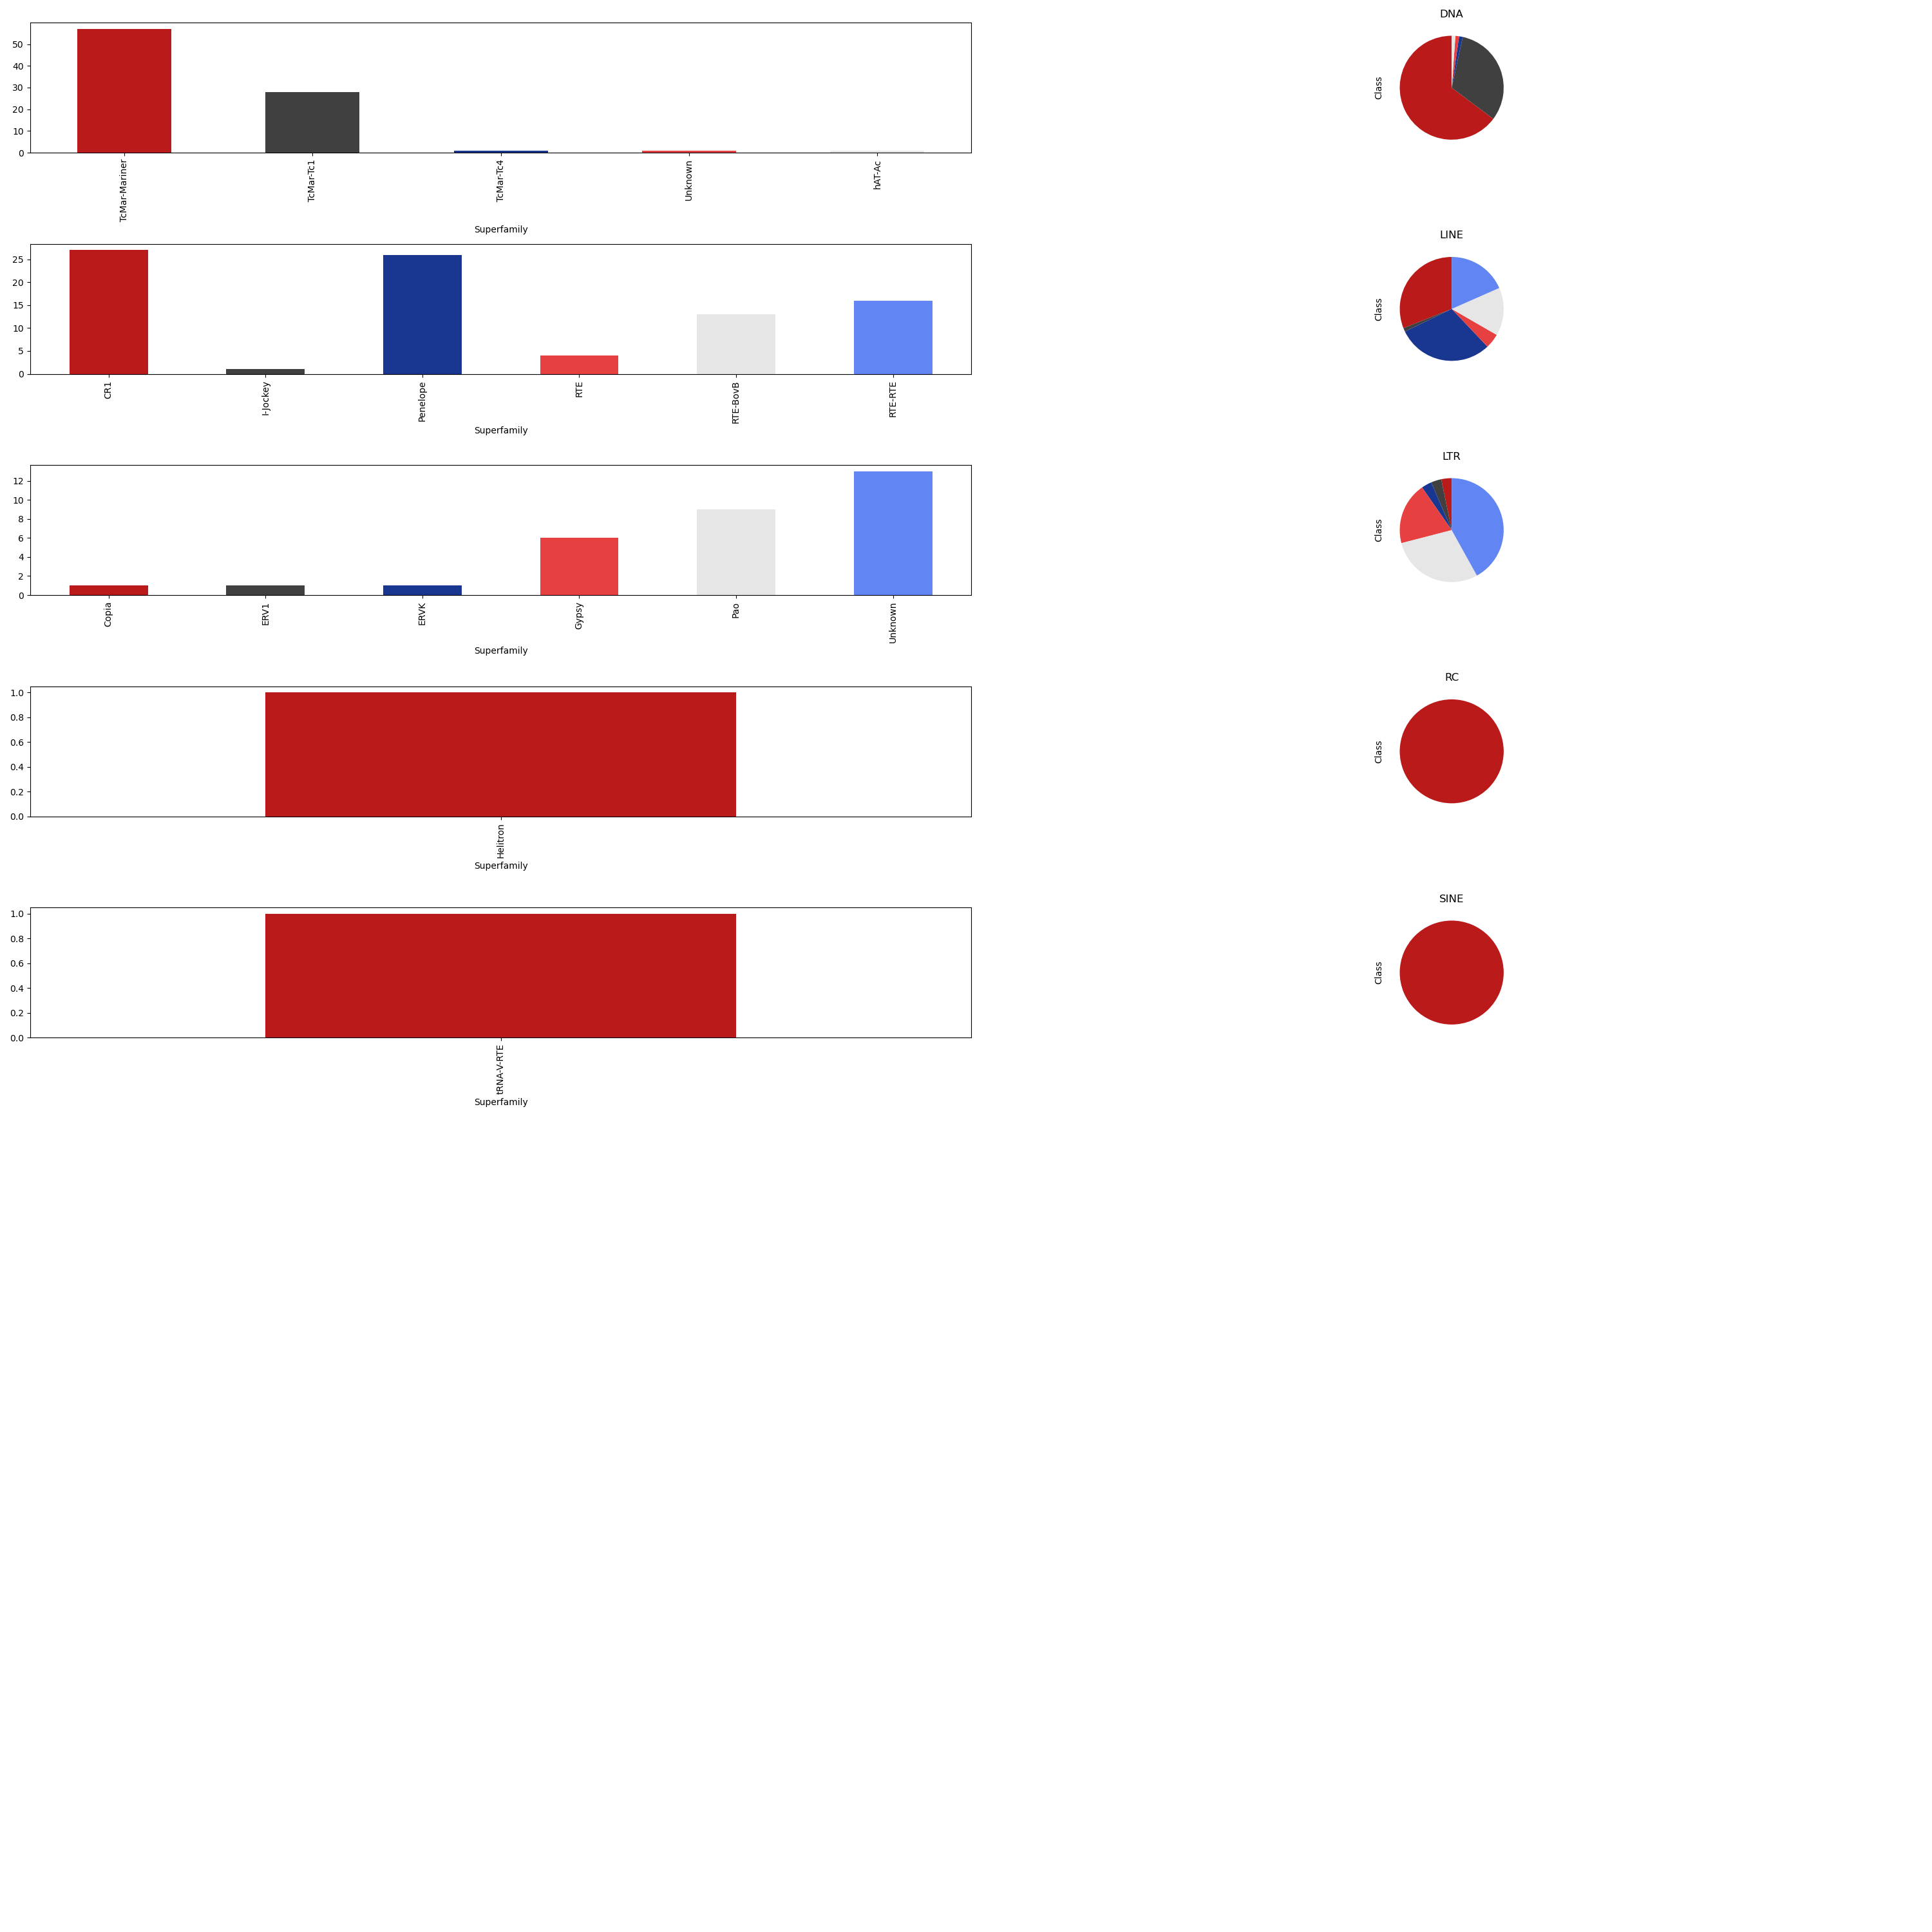 DNA
50
40
30
20
10
0
Class
TcMar-Mariner
TcMar-Tc1
TcMar-Tc4
Unknown
hAT-Ac
Superfamily
LINE
25
20
15
10
5
0
Class
CR1
I-Jockey
Penelope
RTE
RTE-BovB
RTE-RTE
Superfamily
LTR
12
10
8
6
4
2
0
Class
Copia
ERV1
ERVK
Gypsy
Pao
Unknown
Superfamily
RC
1.0
0.8
0.6
0.4
0.2
0.0
Class
Helitron
Superfamily
SINE
1.0
0.8
0.6
0.4
0.2
0.0
Class
tRNA-V-RTE
Superfamily